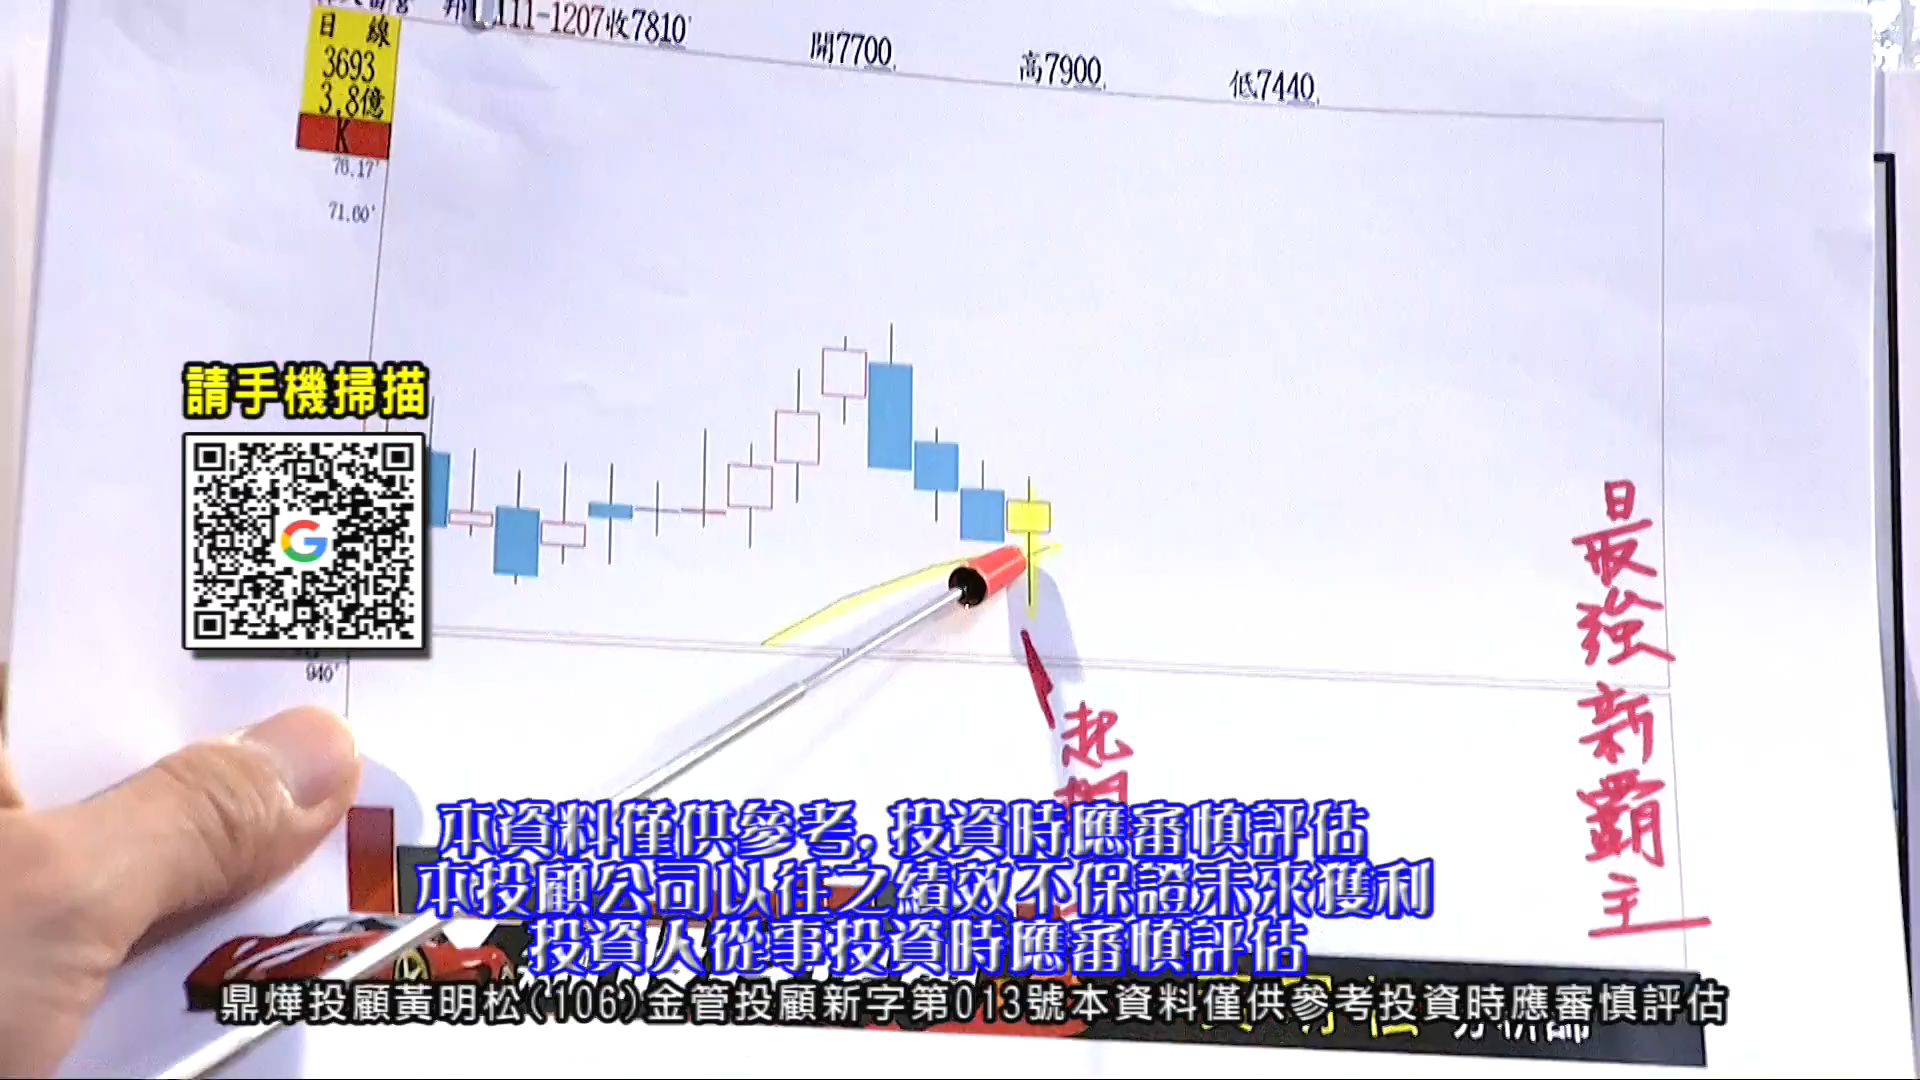 111-1207收7810
開7700
高7900
低7440
日 線
3693
3.8億
K
71.60
請手機掃描
940
最強新霸主
起
本資料僅供參考,投資時應審慎評估
本投顧公司以往之績效不保證未來獲利
投資人從事投資時應審慎評估
鼎燁投顧黃明松(106)金管投顧新字第013號本資料僅供參考投資時應審慎評估